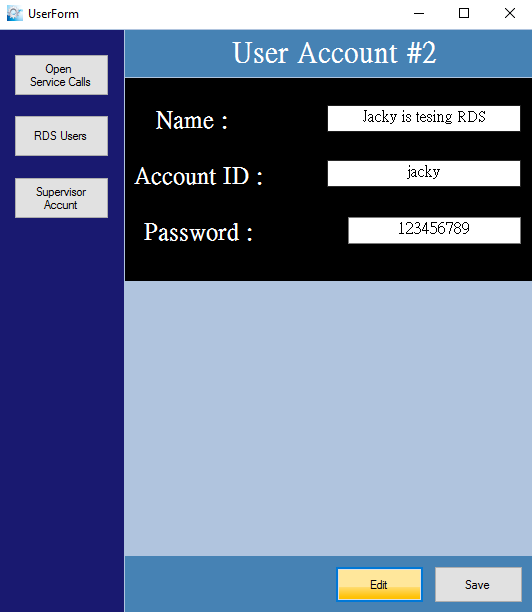 UserForm
User Account #2
Open
Service Calls
RDS Users
Supervisor
Accunt
Name :
Jacky is tesing RDS
Account ID :
jacky
Password :
123456789
Edit
Save